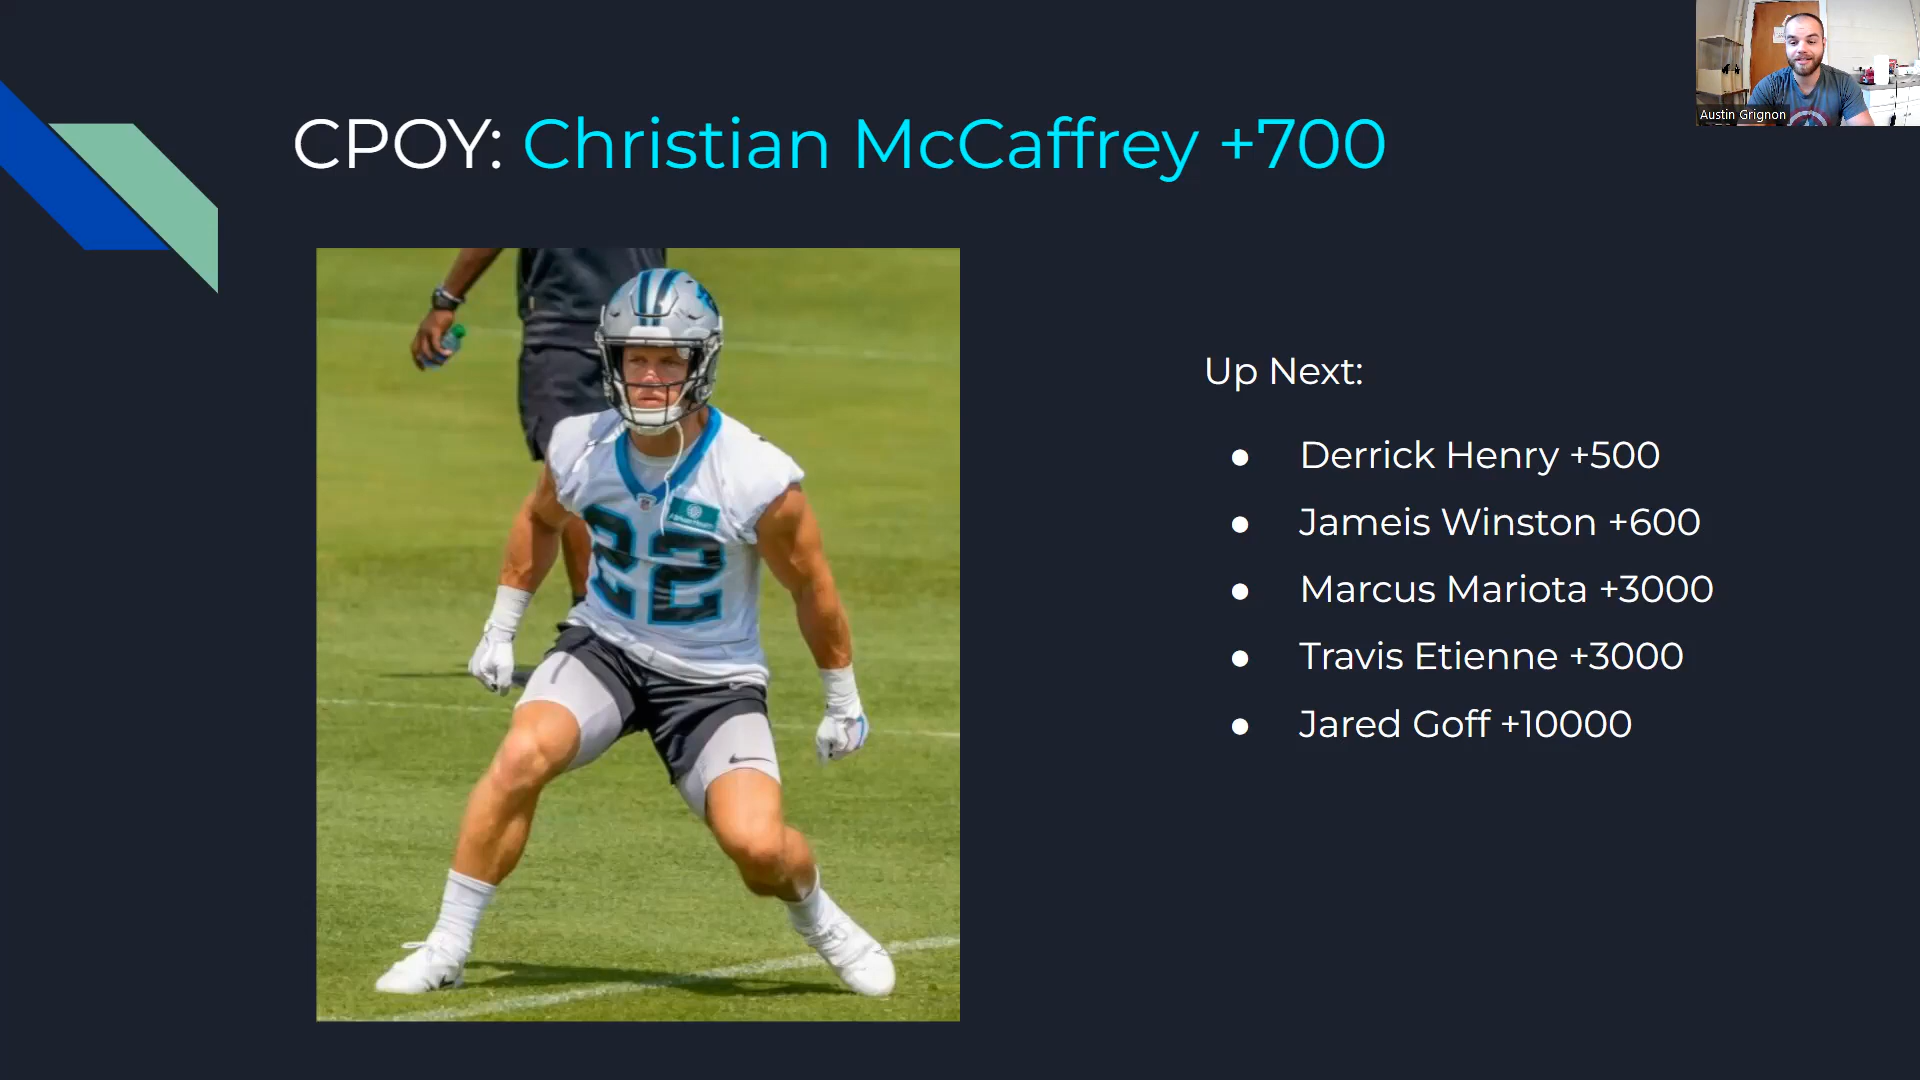 Austin Grignon
CPOY: Christian McCaffrey +700
22
Up Next:
● Derrick Henry +500
● Jameis Winston +600
● Marcus Mariota +3000
● Travis Etienne +3000
● Jared Goff +10000